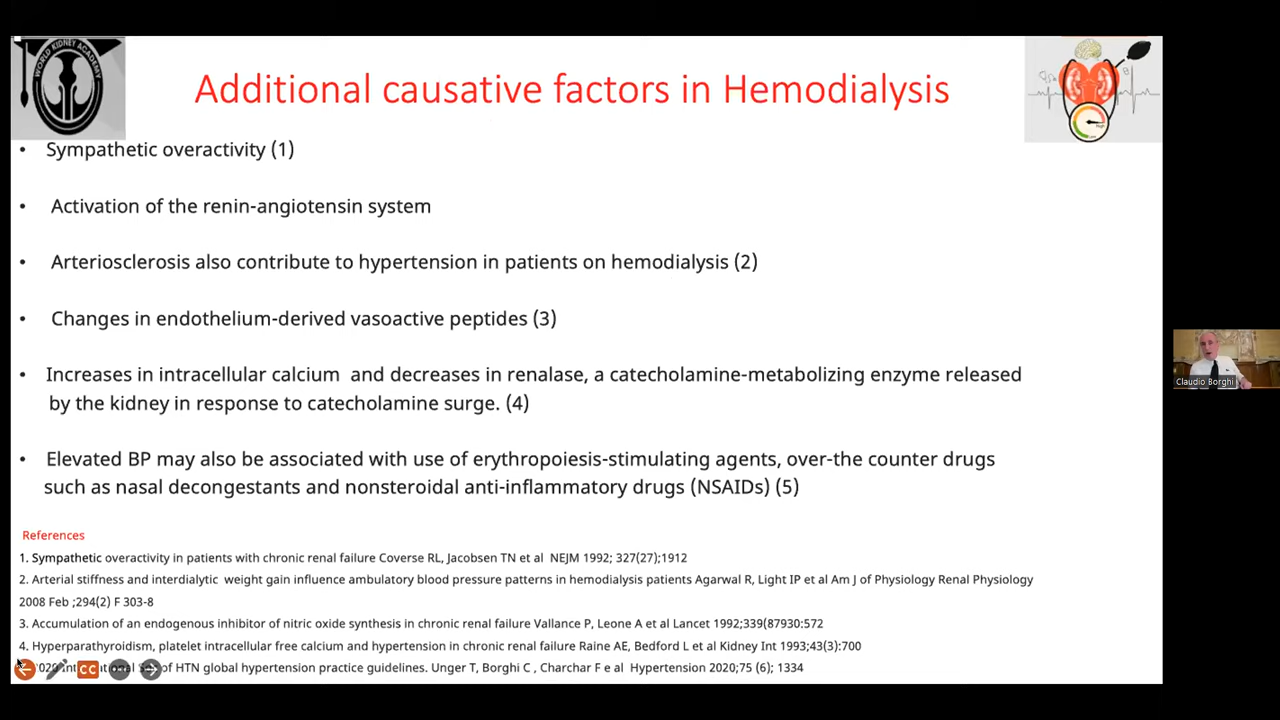 WORLD KIDNEY ACADEMY
Additional causative factors in Hemodialysis
• Sympathetic overactivity (1)
• Activation of the renin-angiotensin system
• Arteriosclerosis also contribute to hypertension in patients on hemodialysis (2)
• Changes in endothelium-derived vasoactive peptides (3)
• Increases in intracellular calcium and decreases in renalase, a catecholamine-metabolizing enzyme released
by the kidney in response to catecholamine surge. (4)
• Elevated BP may also be associated with use of erythropoiesis-stimulating agents, over-the counter drugs
such as nasal decongestants and nonsteroidal anti-inflammatory drugs (NSAIDs) (5)
References
1. Sympathetic overactivity in patients with chronic renal failure Coverse RL, Jacobsen TN et al NEJM 1992; 327(27);1912
2. Arterial stiffness and interdialytic weight gain influence ambulatory blood pressure patterns in hemodialysis patients Agarwal R, Light IP et al Am J of Physiology Renal Physiology
2008 Feb ;294(2) F 303-8
3. Accumulation of an endogenous inhibitor of nitric oxide synthesis in chronic renal failure Vallance P, Leone A et al Lancet 1992;339(87930:572
4. Hyperparathyroidism, platelet intracellular free calcium and hypertension in chronic renal failure Raine AE, Bedford L et al Kidney Int 1993;43(3):700
2020 of HTN global hypertension practice guidelines. Unger T, Borghi C , Charchar F e al Hypertension 2020;75 (6); 1334
CC
Claudio Borghi